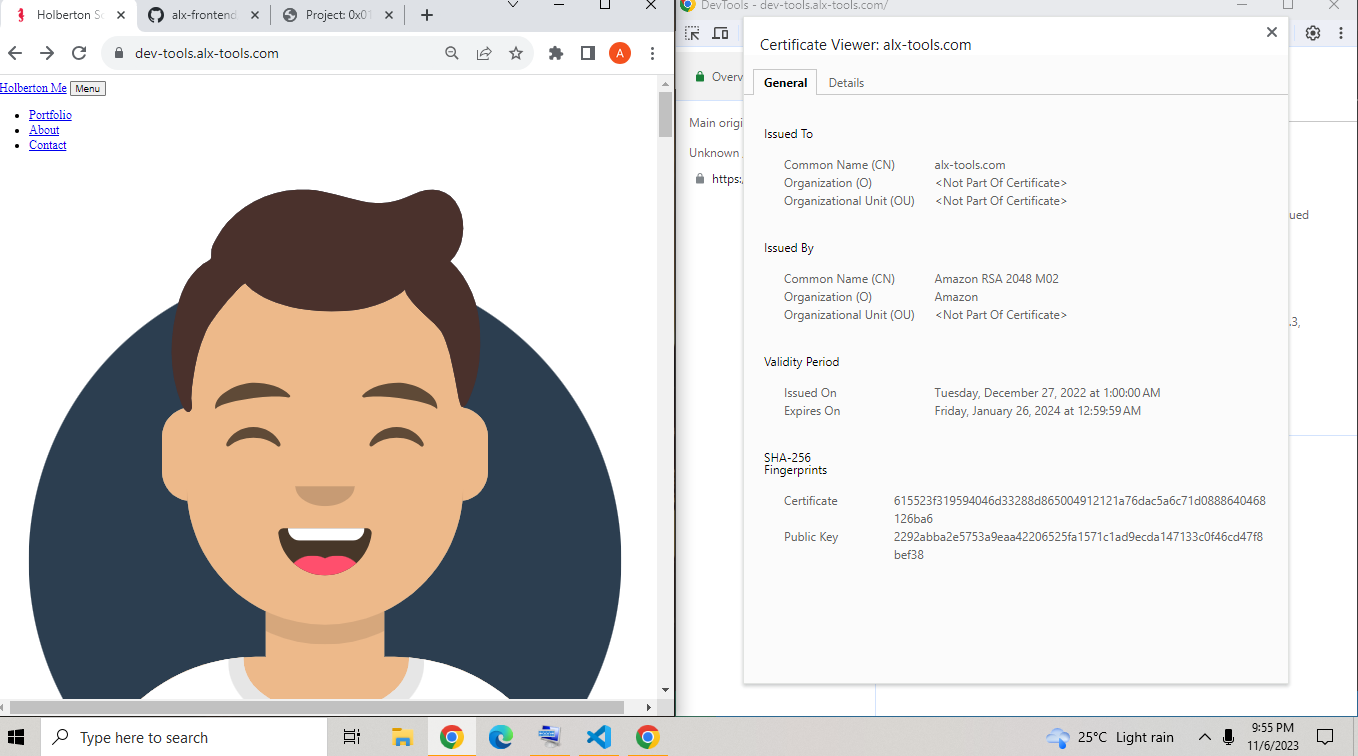 Holberton Sc
alx-frontend
Project: 0x01
dev-tools.alx-tools.com
A
Holberton Me Menu
Portfolio
About
Contact
DevTools - dev-tools.alx-tools.com/
Overv
Main origi
Unknown
https:/
Certificate Viewer: alx-tools.com
General Details
Issued To
Common Name (CN) alx-tools.com
Organization (O) <Not Part Of Certificate>
Organizational Unit (OU) <Not Part Of Certificate>
Issued By
Common Name (CN) Amazon RSA 2048 M02
Organization (O) Amazon
Organizational Unit (OU) <Not Part Of Certificate>
Validity Period
Issued On Tuesday, December 27, 2022 at 1:00:00 AM
Expires On Friday, January 26, 2024 at 12:59:59 AM
SHA-256
Fingerprints
Certificate 615523f319594046d33288d865004912121a76dac5a6c71d0888640468
126ba6
Public Key 2292abba2e5753a9eaa42206525fa1571c1ad9ecda147133c0f46cd47f8
bef38
ued
.3,
Type here to search
25°C Light rain
9:55 PM
11/6/2023